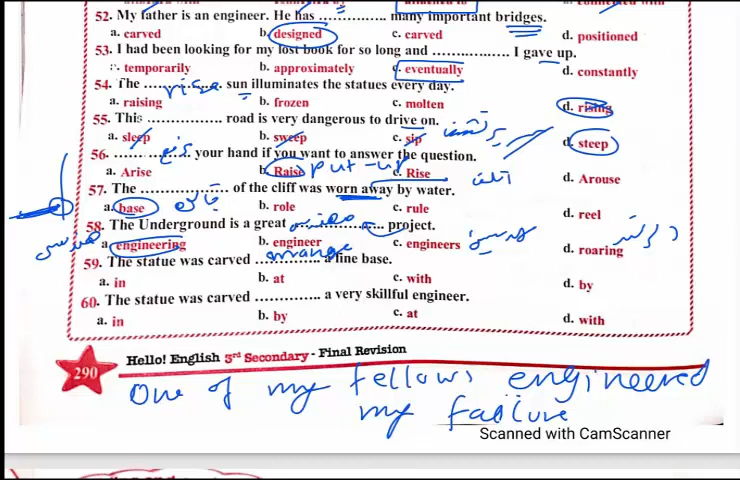 52. My father is an engineer. He has ............. many important bridges.
a. carved b. designed c. carved d. positioned
53. I had been looking for my lost book for so long and .................... I gave up.
temporarily b. approximately c. eventually d. constantly
54. The .................... sun illuminates the statues every day.
rise
a. raising b. frozen c. molten d. rising
55. This .................... road is very dangerous to drive on.
a. sleep b. sweep c. sip d. steep
56. .................... your hand if you want to answer the question.
a. Arise b. Raise put-up c. Rise d. Arouse
57. The .................... of the cliff was worn away by water.
a. base b. role c. rule d. reel
58. The Underground is a great .................... project.
a. engineering b. engineer c. engineers d. roaring
arrange
59. The statue was carved ............. a fine base.
a. in b. at c. with d. by
60. The statue was carved ............. a very skillful engineer.
a. in b. by c. at d. with
290 Hello! English 3rd Secondary - Final Revision
One of my fellows engineered
my failure
Scanned with CamScanner